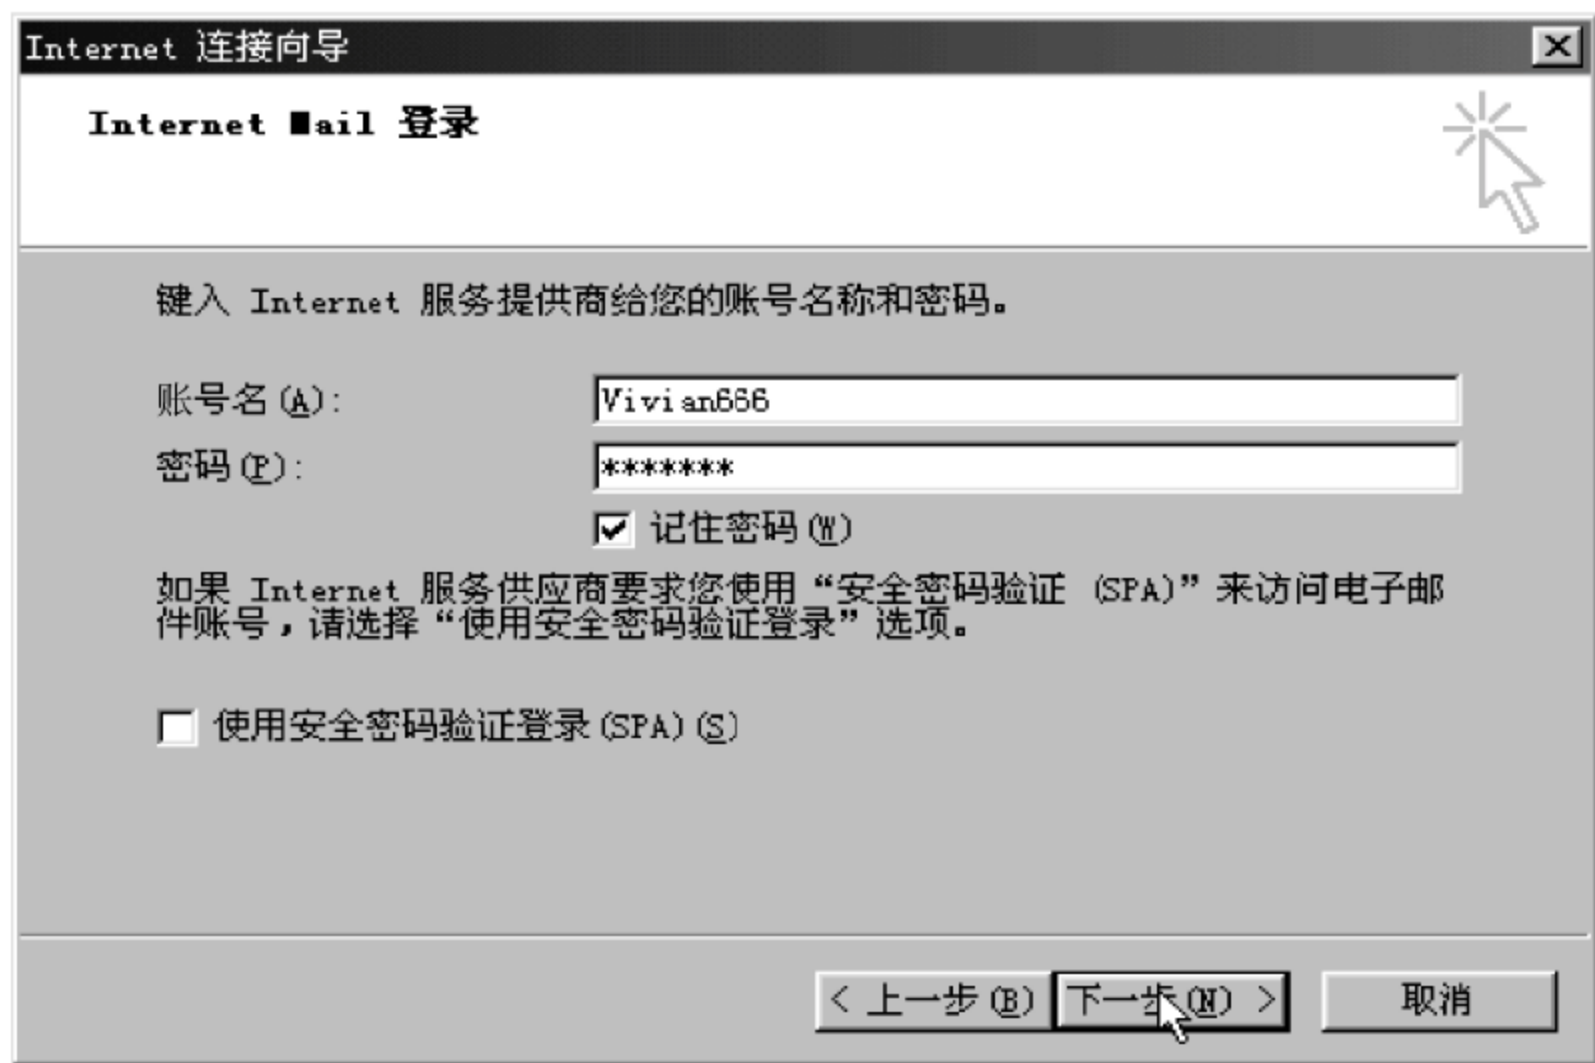 Internet 连接向导
Internet Mail 登录
键入 Internet 服务提供商给您的账号名称和密码。
账号名(A):
Vivian666
密码(P):
*******
记住密码(W)
如果 Internet 服务供应商要求您使用“安全密码验证 (SPA)”来访问电子邮
件账号,请选择“使用安全密码验证登录”选项。
使用安全密码验证登录(SPA)(S)
< 上一步(B)
下一步(N) >
取消